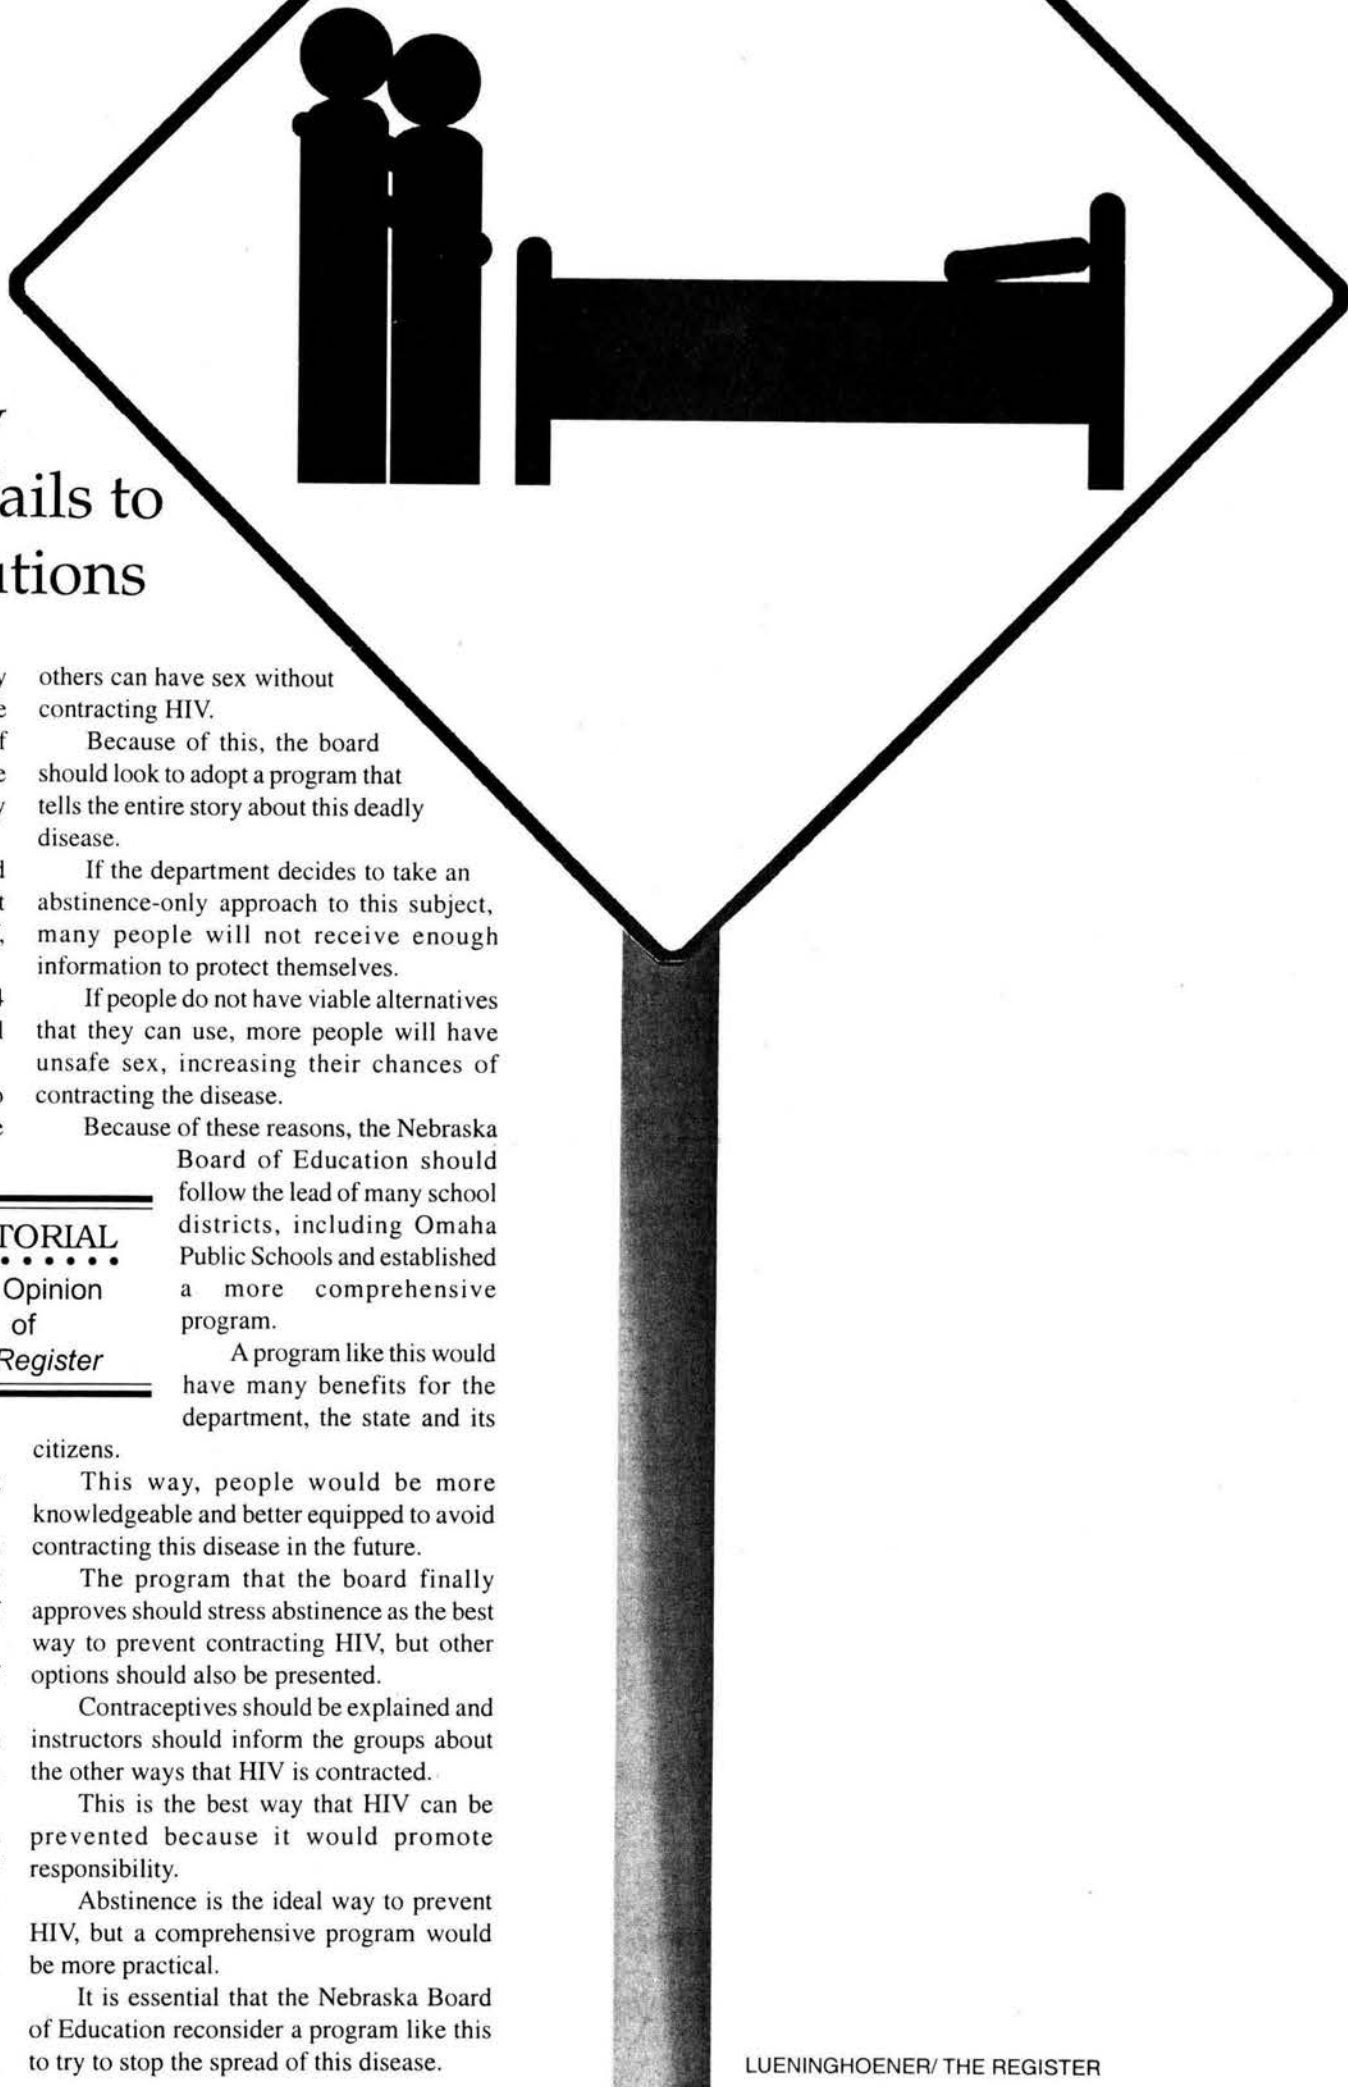 ails to
tions
others can have sex without
contracting HIV.
Because of this, the board
should look to adopt a program that
tells the entire story about this deadly
disease.
If the department decides to take an
abstinence-only approach to this subject,
many people will not receive enough
information to protect themselves.
If people do not have viable alternatives
that they can use, more people will have
unsafe sex, increasing their chances of
contracting the disease.
Because of these reasons, the Nebraska
Board of Education should
follow the lead of many school
districts, including Omaha
Public Schools and established
a more comprehensive
program.
A program like this would
have many benefits for the
department, the state and its
citizens.
This way, people would be more
knowledgeable and better equipped to avoid
contracting this disease in the future.
The program that the board finally
approves should stress abstinence as the best
way to prevent contracting HIV, but other
options should also be presented.
Contraceptives should be explained and
instructors should inform the groups about
the other ways that HIV is contracted.
This is the best way that HIV can be
prevented because it would promote
responsibility.
Abstinence is the ideal way to prevent
HIV, but a comprehensive program would
be more practical.
It is essential that the Nebraska Board
of Education reconsider a program like this
to try to stop the spread of this disease.
TORIAL
Opinion
of
Register
LUENINGHOENER/ THE REGISTER